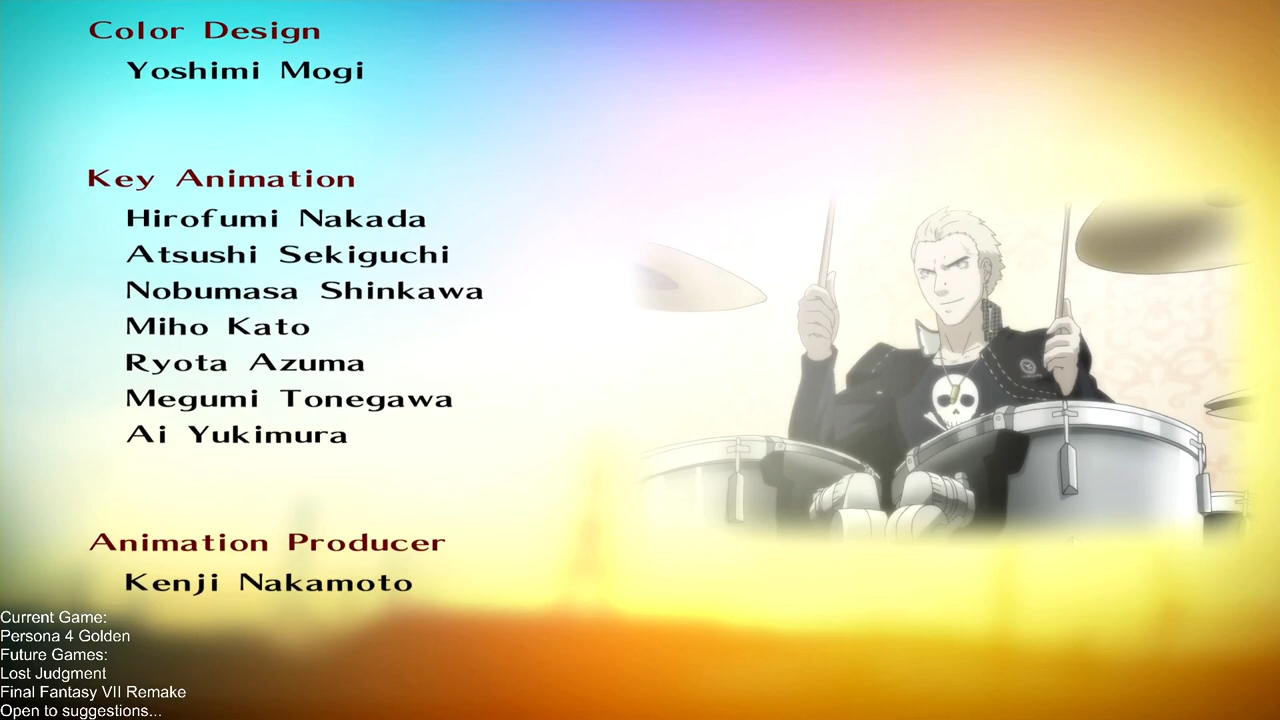 Color Design
Yoshimi Mogi
Key Animation
Hirofumi Nakada
Atsushi Sekiguchi
Nobumasa Shinkawa
Miho Kato
Ryota Azuma
Megumi Tonegawa
Ai Yukimura
Animation Producer
Kenji Nakamoto
Current Game:
Persona 4 Golden
Future Games:
Lost Judgment
Final Fantasy VII Remake
Open to suggestions...